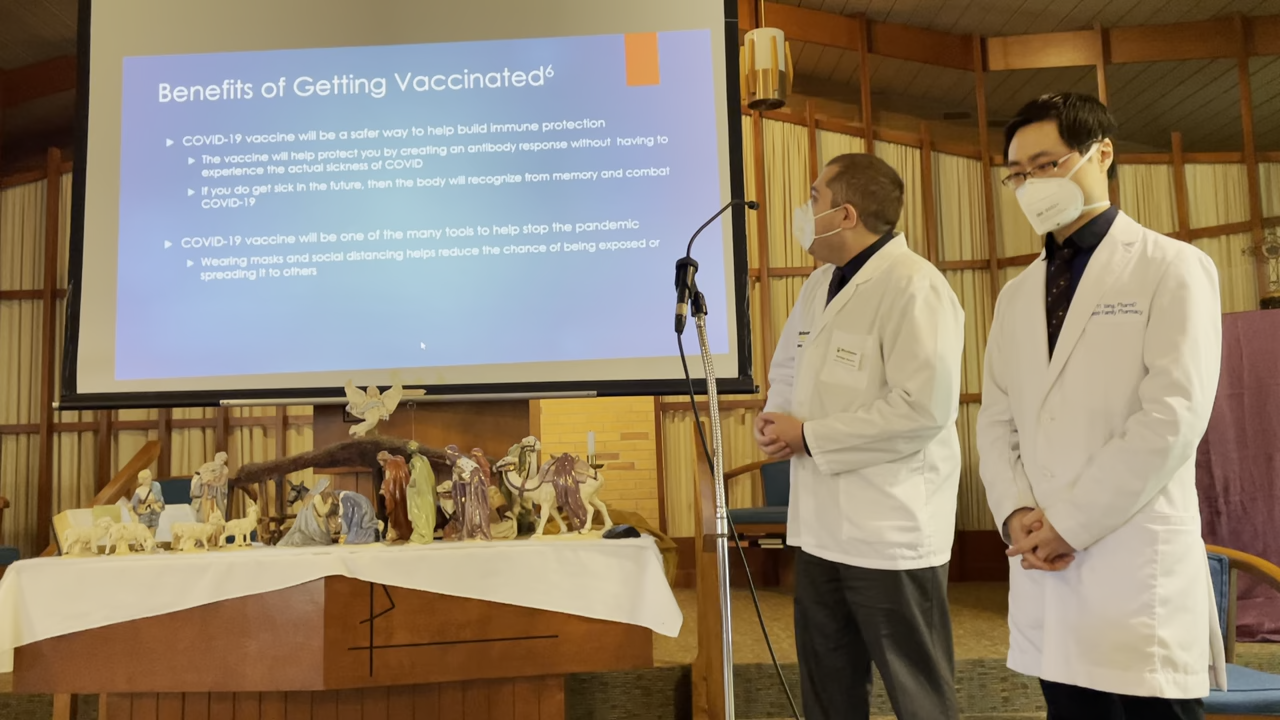 Benefits of Getting Vaccinated6
COVID-19 vaccine will be a safer way to help build immune protection
The vaccine will help protect you by creating an antibody response without having to
experience the actual sickness of COVID
If you do get sick in the future, then the body will recognize from memory and combat
COVID-19
COVID-19 vaccine will be one of the many tools to help stop the pandemic
Wearing masks and social distancing helps reduce the chance of being exposed or
spreading it to others
PharmD
Family Pharmacy